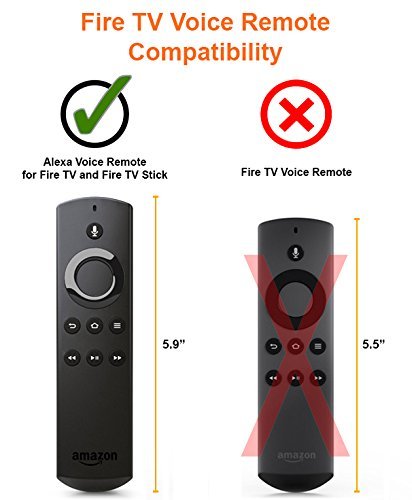 Fire TV Voice Remote
Compatibility
Alexa Voice Remote
for Fire TV and Fire TV Stick
Fire TV Voice Remote
5.9”
5.5”
amazon
amazon